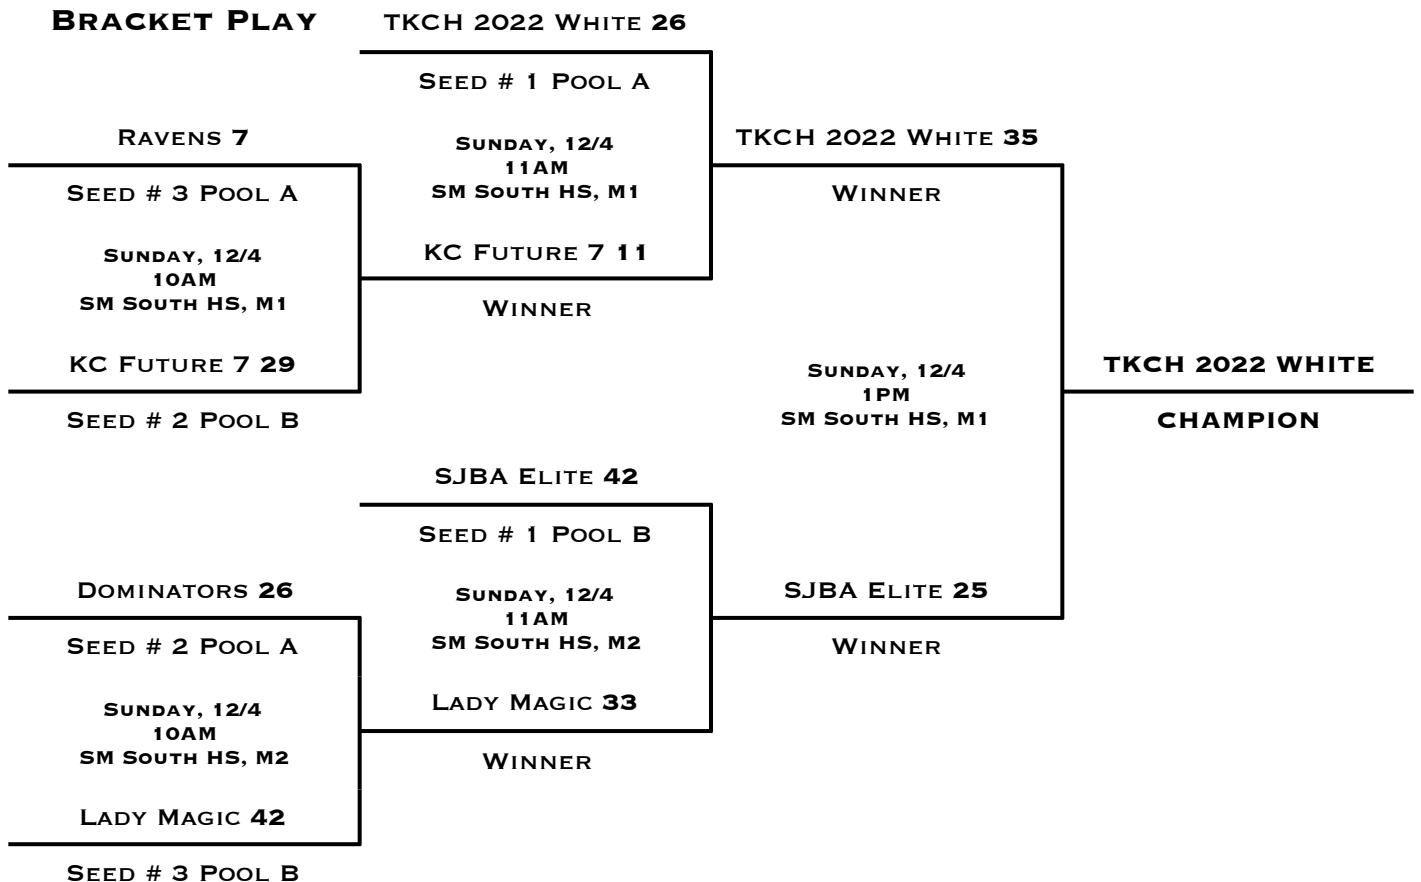 Bracket Play
TKCH 2022 White 26
Seed # 1 Pool A
Ravens 7
Seed # 3 Pool A
Sunday, 12/4
10AM
SM South HS, M1
KC Future 7 29
Seed # 2 Pool B
Sunday, 12/4
11AM
SM South HS, M1
KC Future 7 11
Winner
TKCH 2022 White 35
Winner
Sunday, 12/4
1PM
SM South HS, M1
TKCH 2022 WHITE
CHAMPION
SJBA Elite 42
Seed # 1 Pool B
Dominators 26
Seed # 2 Pool A
Sunday, 12/4
10AM
SM South HS, M2
Lady Magic 42
Seed # 3 Pool B
Sunday, 12/4
11AM
SM South HS, M2
Lady Magic 33
Winner
SJBA Elite 25
Winner